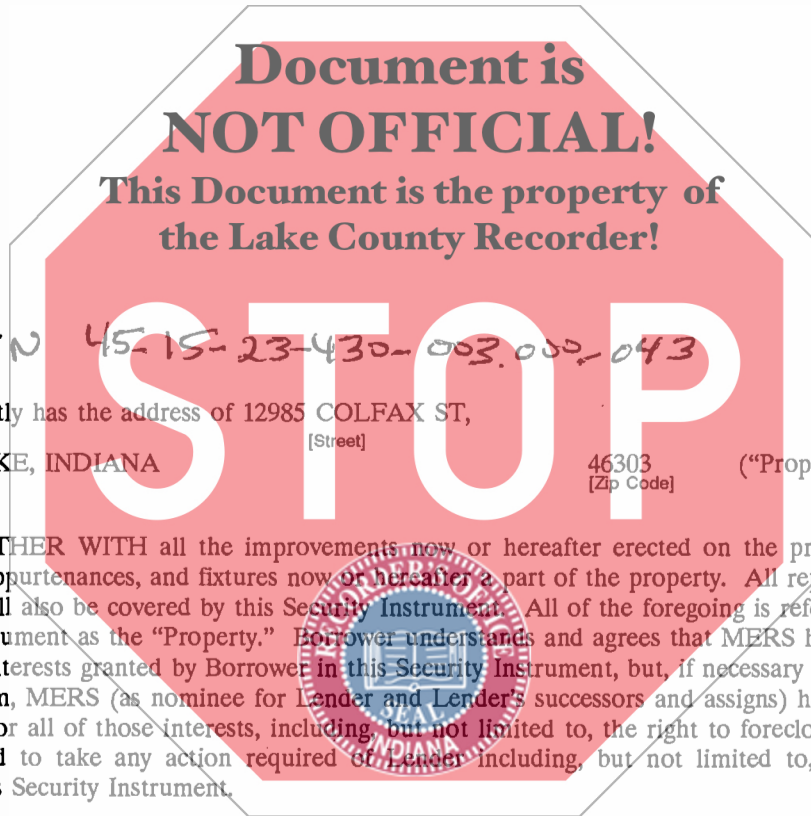 Document is
NOT OFFICIAL!
This Document is the property of
the Lake County Recorder!
STOP
N 45-15-23-430-003.000-043
tly has the address of 12985 COLFAX ST,
[Street]
KE, INDIANA 46303 (“Prop
[Zip Code]
THER WITH all the improvements now or hereafter erected on the pr
ppurtenances, and fixtures now or hereafter a part of the property. All re
ll also be covered by this Security Instrument. All of the foregoing is refe
ument as the “Property.” Borrower understands and agrees that MERS h
nterests granted by Borrower in this Security Instrument, but, if necessary
n, MERS (as nominee for Lender and Lender's successors and assigns) h
or all of those interests, including, but not limited to, the right to foreclo
d to take any action required of Lender including, but not limited to,
s Security Instrument.
RECORDER'S OFFICE
SEAL
INDIANA